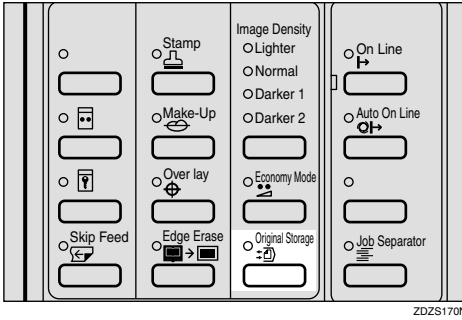 Stamp
Make-Up
Over lay
Skip Feed
Edge Erase
Image Density
Lighter
Normal
Darker 1
Darker 2
Economy Mode
Original Storage
On Line
Auto On Line
Job Separator
ZDZS170N